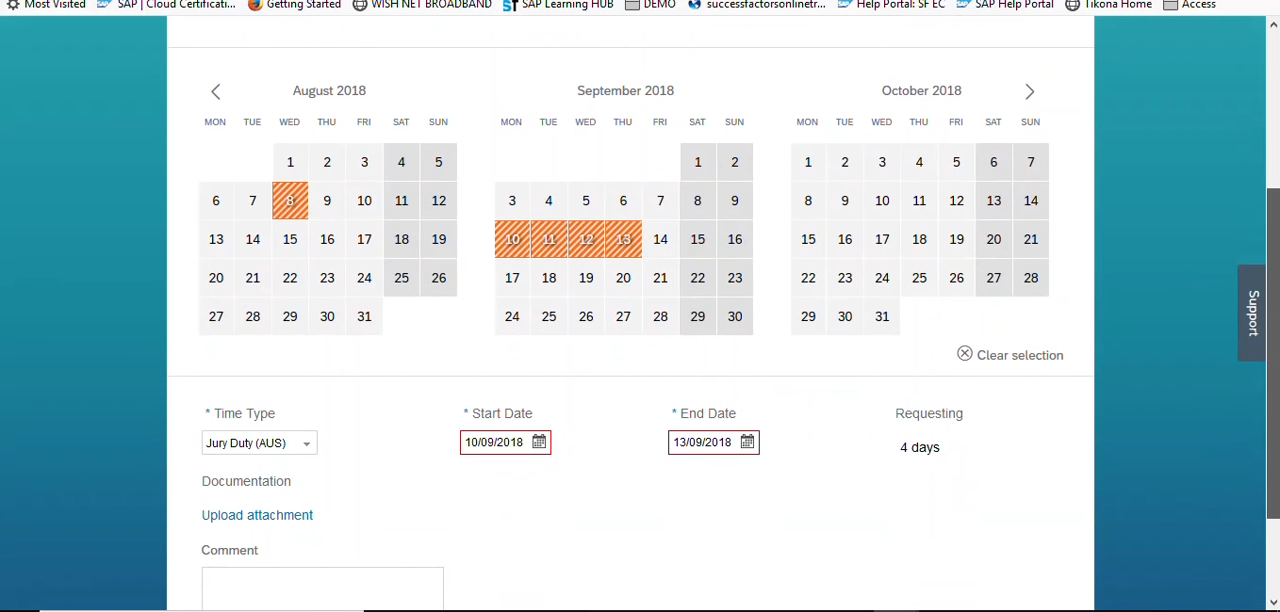 Most Visited SAP | Cloud Certificati... Getting Started WISH NET BROADBAND SAP Learning HUB DEMO successfactorsonlinetr... Help Portal: SF EC SAP Help Portal Tikona Home Access
August 2018 September 2018 October 2018
MON TUE WED THU FRI SAT SUN MON TUE WED THU FRI SAT SUN MON TUE WED THU FRI SAT SUN
1 2 3 4 5 1 2 1 2 3 4 5 6 7
6 7 8 9 10 11 12 3 4 5 6 7 8 9 8 9 10 11 12 13 14
13 14 15 16 17 18 19 10 11 12 13 14 15 16 15 16 17 18 19 20 21
20 21 22 23 24 25 26 17 18 19 20 21 22 23 22 23 24 25 26 27 28
27 28 29 30 31 24 25 26 27 28 29 30 29 30 31
Support
Clear selection
* Time Type * Start Date * End Date Requesting
Jury Duty (AUS) 10/09/2018 13/09/2018 4 days
Documentation
Upload attachment
Comment